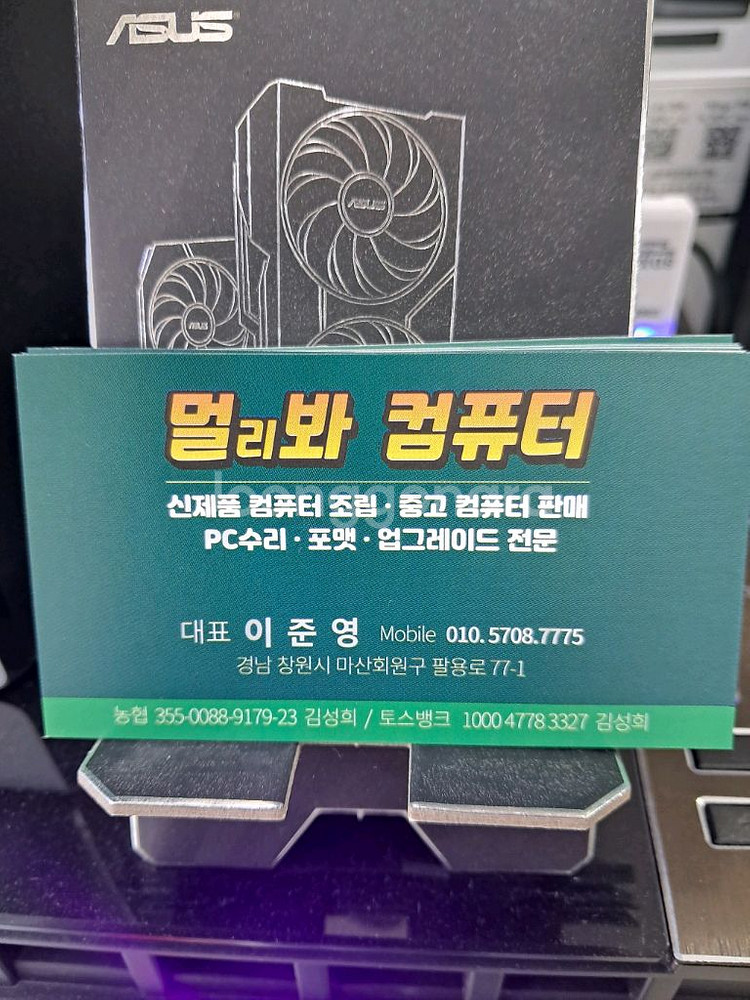 ASUS
ASUS
ASUS
멀리봐 컴퓨터
신제품 컴퓨터 조립 · 중고 컴퓨터 판매
PC수리 · 포맷 · 업그레이드 전문
대표 이 준 영 Mobile 010. 5708.7775
경남 창원시 마산회원구 팔용로 77-1
농협 355-0088-9179-23 김성희 / 토스뱅크 1000 4778 3327 김성희